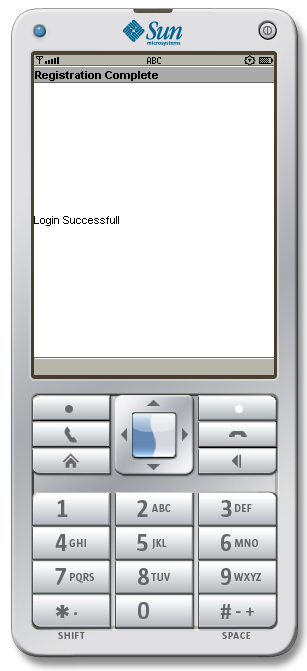 Sun
microsystems
ABC
Registration Complete
Login Successfull
1
2 ABC
3 DEF
4 GHI
5 JKL
6 MNO
7 PQRS
8 TUV
9 WXYZ
* .
0
# - +
SHIFT
SPACE